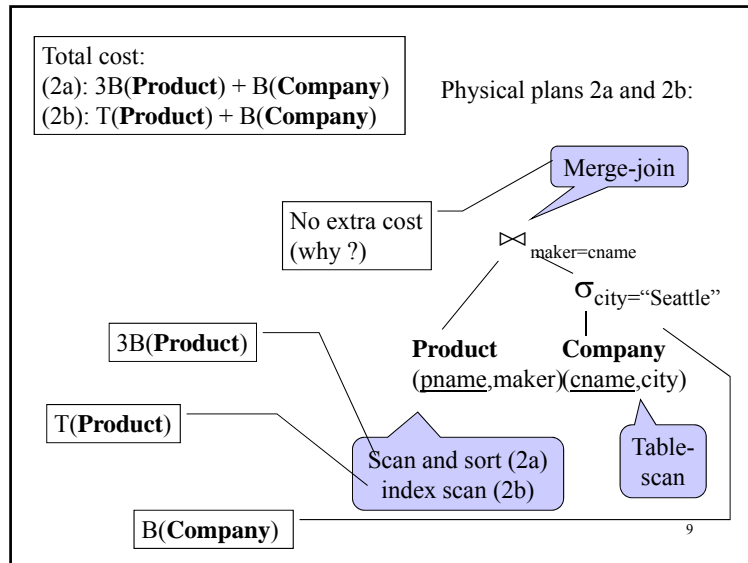 Total cost:
(2a): 3B(Product) + B(Company)
(2b): T(Product) + B(Company)
Physical plans 2a and 2b:
Merge-join
No extra cost
(why ?)
⋈ maker=cname
σcity=“Seattle”
3B(Product)
Product Company
(pname,maker)(cname,city)
T(Product)
Scan and sort (2a)
index scan (2b)
Table-
scan
B(Company)
9